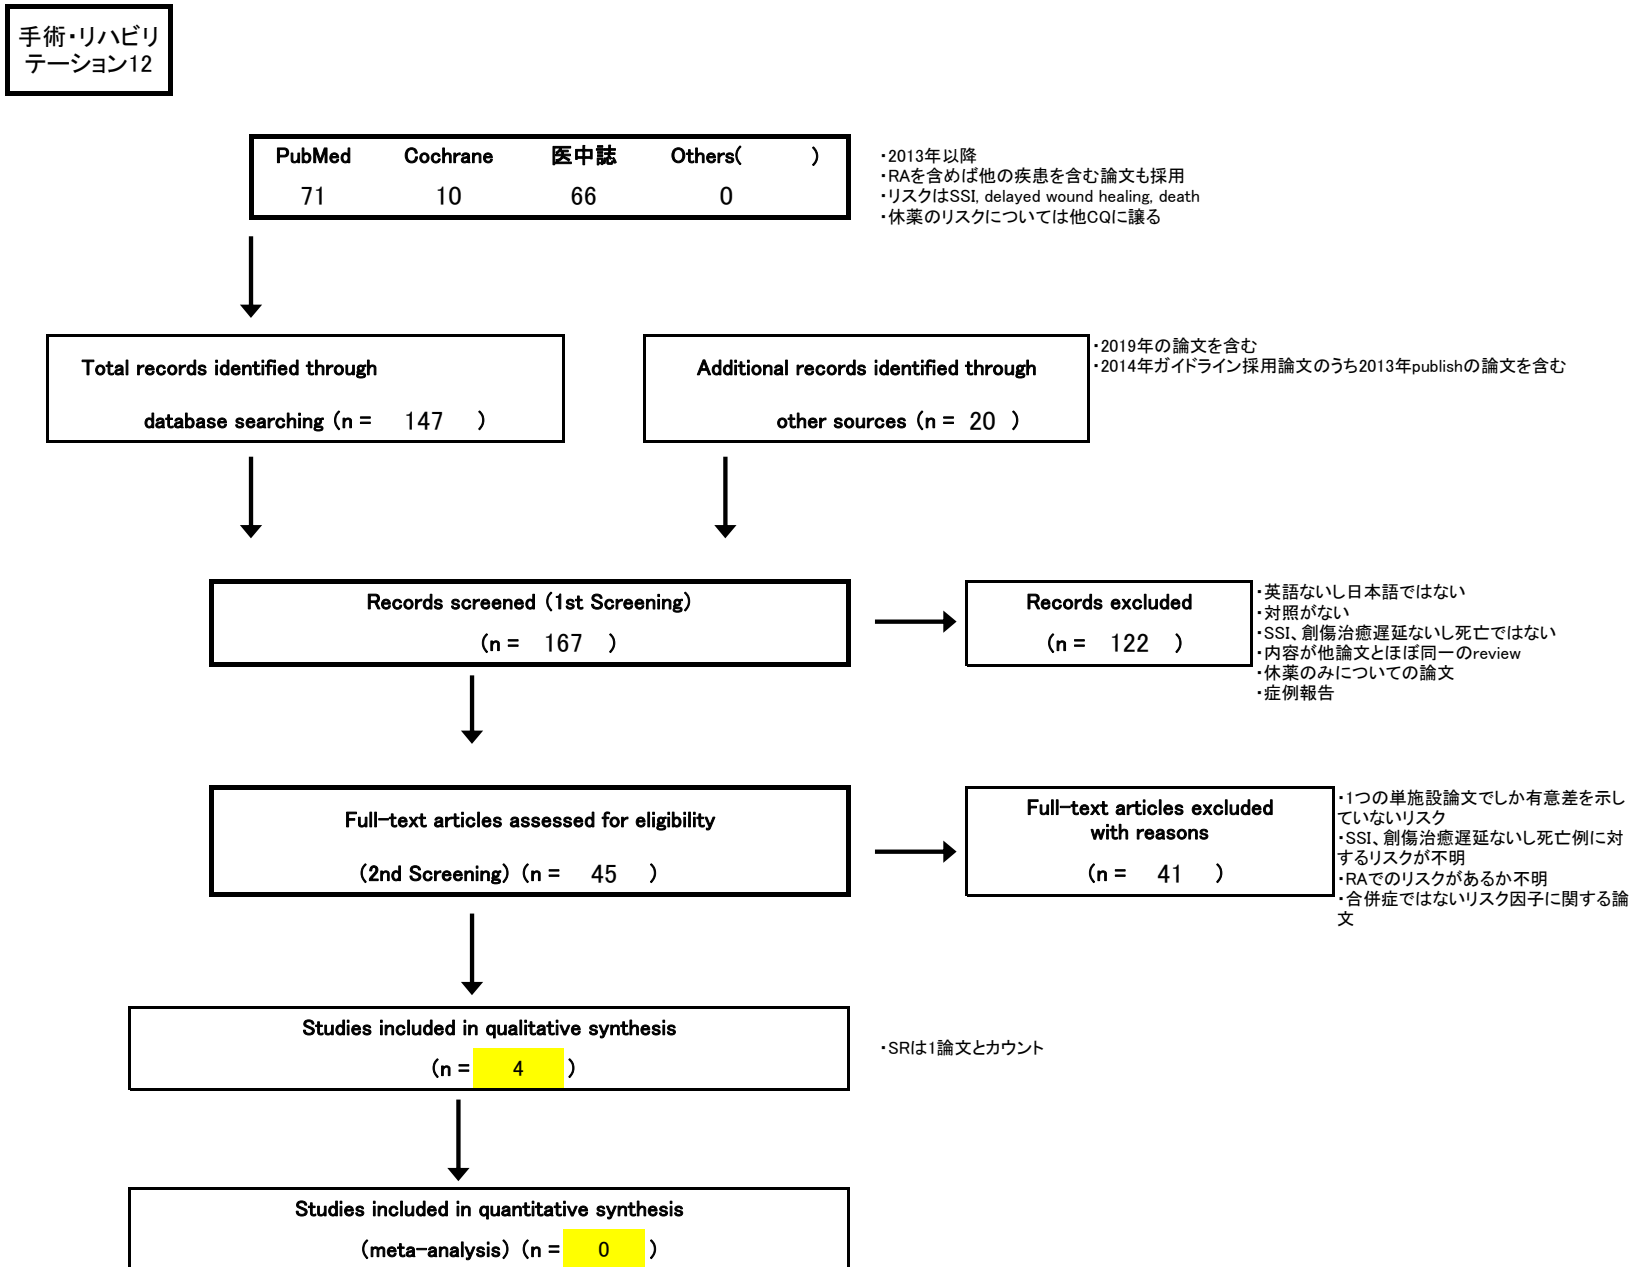 手術・リハビリ
テーション12
PubMed Cochrane 医中誌 Others( )
71 10 66 0
・2013年以降
・RAを含めば他の疾患を含む論文も採用
・リスクはSSI, delayed wound healing, death
・休薬のリスクについては他CQに譲る
Total records identified through
database searching (n = 147 )
Additional records identified through
other sources (n = 20 )
・2019年の論文を含む
・2014年ガイドライン採用論文のうち2013年publishの論文を含む
Records screened (1st Screening)
(n = 167 )
Records excluded
(n = 122 )
・英語ないし日本語ではない
・対照がない
・SSI、創傷治癒遅延ないし死亡ではない
・内容が他論文とほぼ同一のreview
・休薬のみについての論文
・症例報告
Full-text articles assessed for eligibility
(2nd Screening) (n = 45 )
Full-text articles excluded
with reasons
(n = 41 )
・1つの単施設論文でしか有意差を示し
ていないリスク
・SSI、創傷治癒遅延ないし死亡例に対
するリスクが不明
・RAでのリスクがあるか不明
・合併症ではないリスク因子に関する論
文
Studies included in qualitative synthesis
(n = 4 )
・SRは1論文とカウント
Studies included in quantitative synthesis
(meta-analysis) (n = 0 )